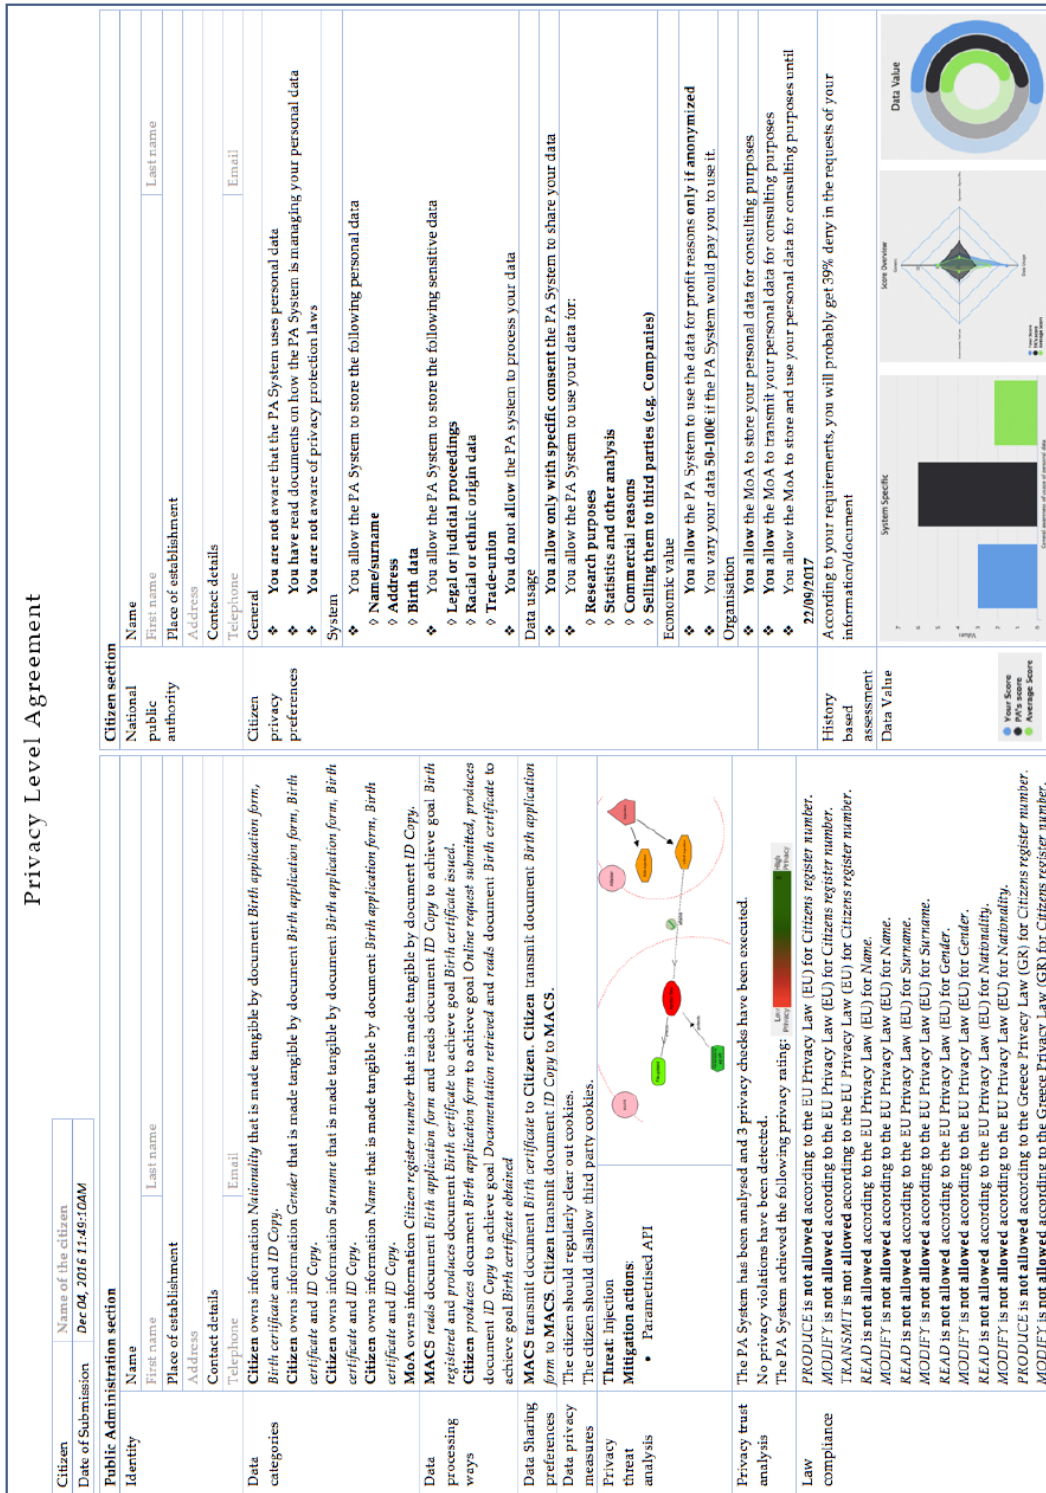 Privacy Level Agreement
Citizen
Name of the citizen
Date of Submission
Dec 04, 2016 11:49:10AM
Public Administration section
Identity
Name
First name
Last name
Place of establishment
Address
Contact details
Telephone
Email
Data
categories
Citizen owns information Nationality that is made tangible by document Birth application form,
Birth certificate and ID Copy.
Citizen owns information Gender that is made tangible by document Birth application form, Birth
certificate and ID Copy.
Citizen owns information Surname that is made tangible by document Birth application form, Birth
certificate and ID Copy.
Citizen owns information Name that is made tangible by document Birth application form, Birth
certificate and ID Copy.
MoA owns information Citizen register number that is made tangible by document ID Copy.
Data
processing
ways
MACS reads document Birth application form and reads document ID Copy to achieve goal Birth
registered and produces document Birth certificate to achieve goal Birth certificate issued.
Citizen produces document Birth application form to achieve goal Online request submitted, produces
document ID Copy to achieve goal Documentation retrieved and reads document Birth certificate to
achieve goal Birth certificate obtained
Data Sharing
preferences
MACS transmit document Birth certificate to Citizen. Citizen transmit document Birth application
form to MACS. Citizen transmit document ID Copy to MACS.
Data privacy
measures
The citizen should regularly clear out cookies.
The citizen should disallow third party cookies.
Privacy
threat
analysis
Threat: Injection
Mitigation actions:
• Parametrised API
Privacy trust
analysis
The PA System has been analysed and 3 privacy checks have been executed.
No privacy violations have been detected.
The PA System achieved the following privacy rating:
Low
Privacy
High
Privacy
Law
compliance
PRODUCE is not allowed according to the EU Privacy Law (EU) for Citizens register number.
MODIFY is not allowed according to the EU Privacy Law (EU) for Citizens register number.
TRANSMIT is not allowed according to the EU Privacy Law (EU) for Citizens register number.
READ is not allowed according to the EU Privacy Law (EU) for Name.
MODIFY is not allowed according to the EU Privacy Law (EU) for Name.
READ is not allowed according to the EU Privacy Law (EU) for Surname.
MODIFY is not allowed according to the EU Privacy Law (EU) for Surname.
READ is not allowed according to the EU Privacy Law (EU) for Gender.
MODIFY is not allowed according to the EU Privacy Law (EU) for Gender.
READ is not allowed according to the EU Privacy Law (EU) for Nationality.
MODIFY is not allowed according to the EU Privacy Law (EU) for Nationality.
PRODUCE is not allowed according to the Greece Privacy Law (GR) for Citizens register number.
MODIFY is not allowed according to the Greece Privacy Law (GR) for Citizens register number.
Citizen section
National
public
authority
Name
First name
Last name
Place of establishment
Address
Contact details
Telephone
Email
Citizen
privacy
preferences
General
❖ You are not aware that the PA System uses personal data
❖ You have read documents on how the PA System is managing your personal data
❖ You are not aware of privacy protection laws
System
❖ You allow the PA System to store the following personal data
◊ Name/surname
◊ Address
◊ Birth data
❖ You allow the PA System to store the following sensitive data
◊ Legal or judicial proceedings
◊ Racial or ethnic origin data
◊ Trade-union
❖ You do not allow the PA system to process your data
Data usage
❖ You allow only with specific consent the PA System to share your data
❖ You allow the PA System to use your data for:
◊ Research purposes
◊ Statistics and other analysis
◊ Commercial reasons
◊ Selling them to third parties (e.g. Companies)
Economic value
❖ You allow the PA System to use the data for profit reasons only if anonymized
❖ You vary your data 50-100€ if the PA System would pay you to use it.
Organisation
❖ You allow the MoA to store your personal data for consulting purposes
❖ You allow the MoA to transmit your personal data for consulting purposes
❖ You allow the MoA to store and use your personal data for consulting purposes until
22/09/2017
History
based
assessment
According to your requirements, you will probably get 39% deny in the requests of your
information/document
Data Value
Your Score
PA's score
Average Score
System Specific
Values
7
6
5
4
3
2
1
0
General awareness of usage of personal data
Score Overview
Data Usage
Your Score
PA's score
Average Score
Data Value